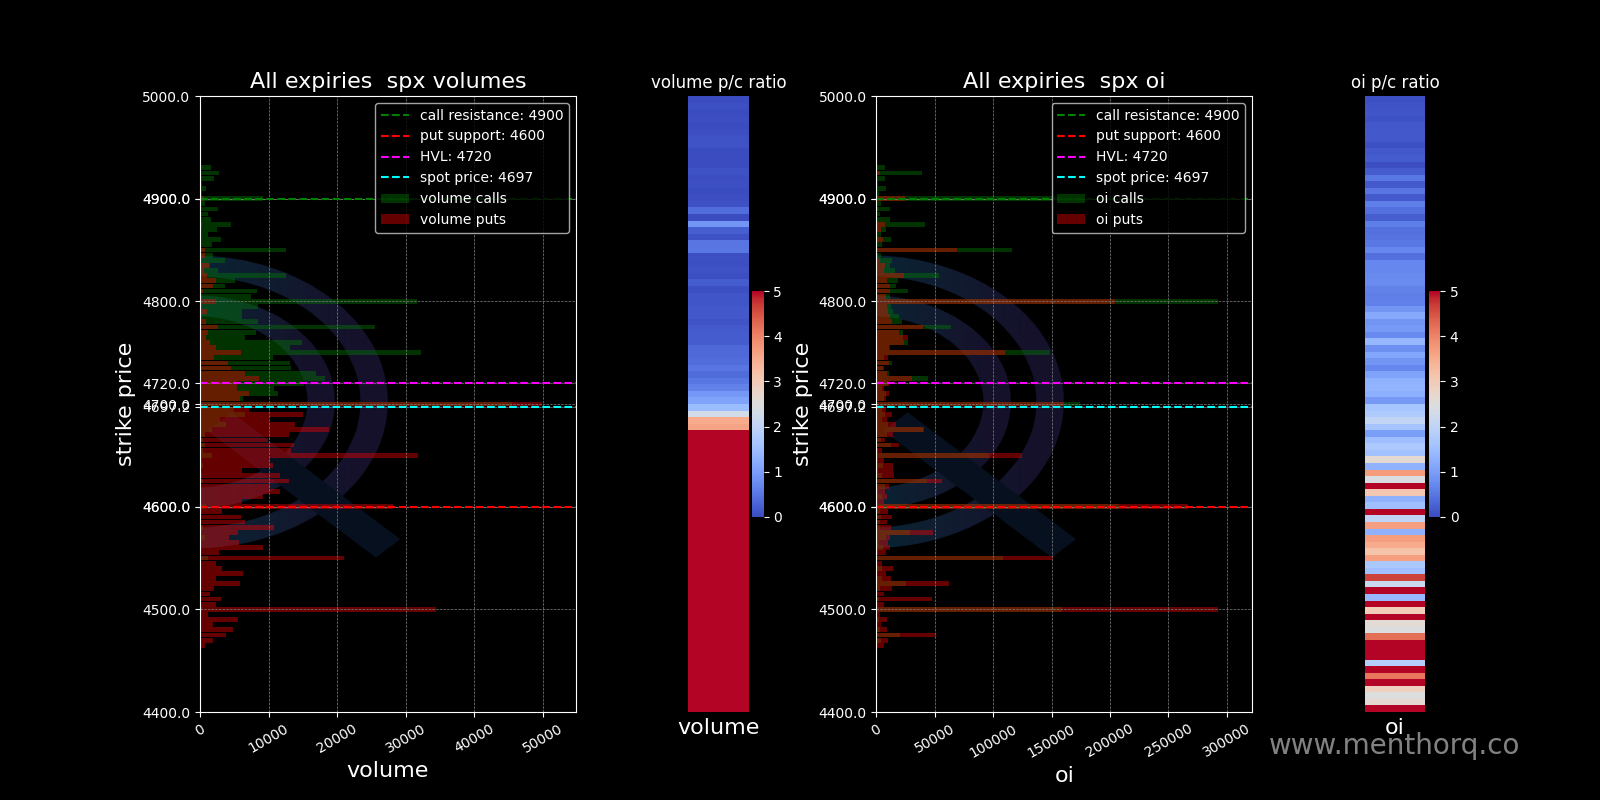 All expiries  spx volumes
volume p/c ratio
All expiries  spx oi
oi p/c ratio
5000.0
4900.0
4800.0
4720.0
4700.0
4697.2
4600.0
4500.0
4400.0
strike price
call resistance: 4900
put support: 4600
HVL: 4720
spot price: 4697
volume calls
volume puts
0
10000
20000
30000
40000
50000
volume
volume
5
4
3
2
1
0
5000.0
4900.0
4800.0
4720.0
4700.0
4697.2
4600.0
4500.0
4400.0
strike price
call resistance: 4900
put support: 4600
HVL: 4720
spot price: 4697
oi calls
oi puts
0
50000
100000
150000
200000
250000
300000
oi
oi
5
4
3
2
1
0
www.menthorq.co